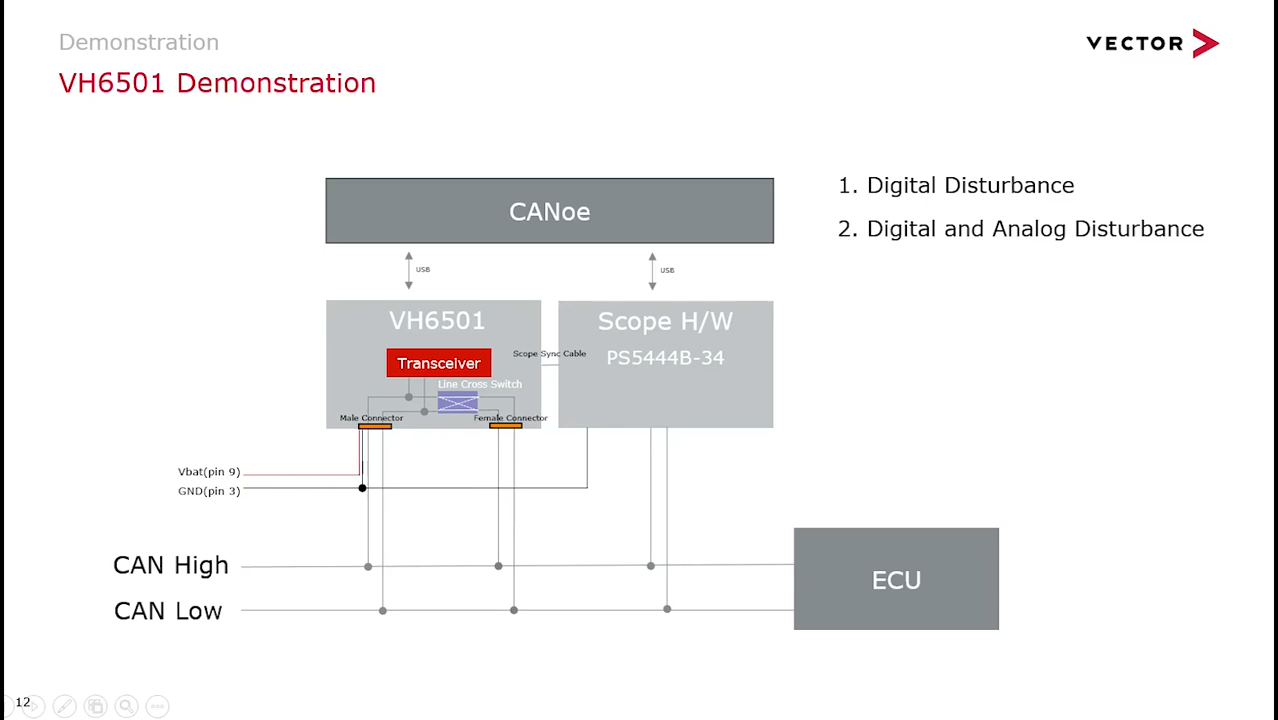 Demonstration
VECTOR
VH6501 Demonstration
1. Digital Disturbance
2. Digital and Analog Disturbance
CANoe
USB
USB
VH6501
Scope H/W
Scope Sync Cable
PS5444B-34
Transceiver
Line Cross Switch
Male Connector
Female Connector
Vbat(pin 9)
GND(pin 3)
CAN High
CAN Low
ECU
12